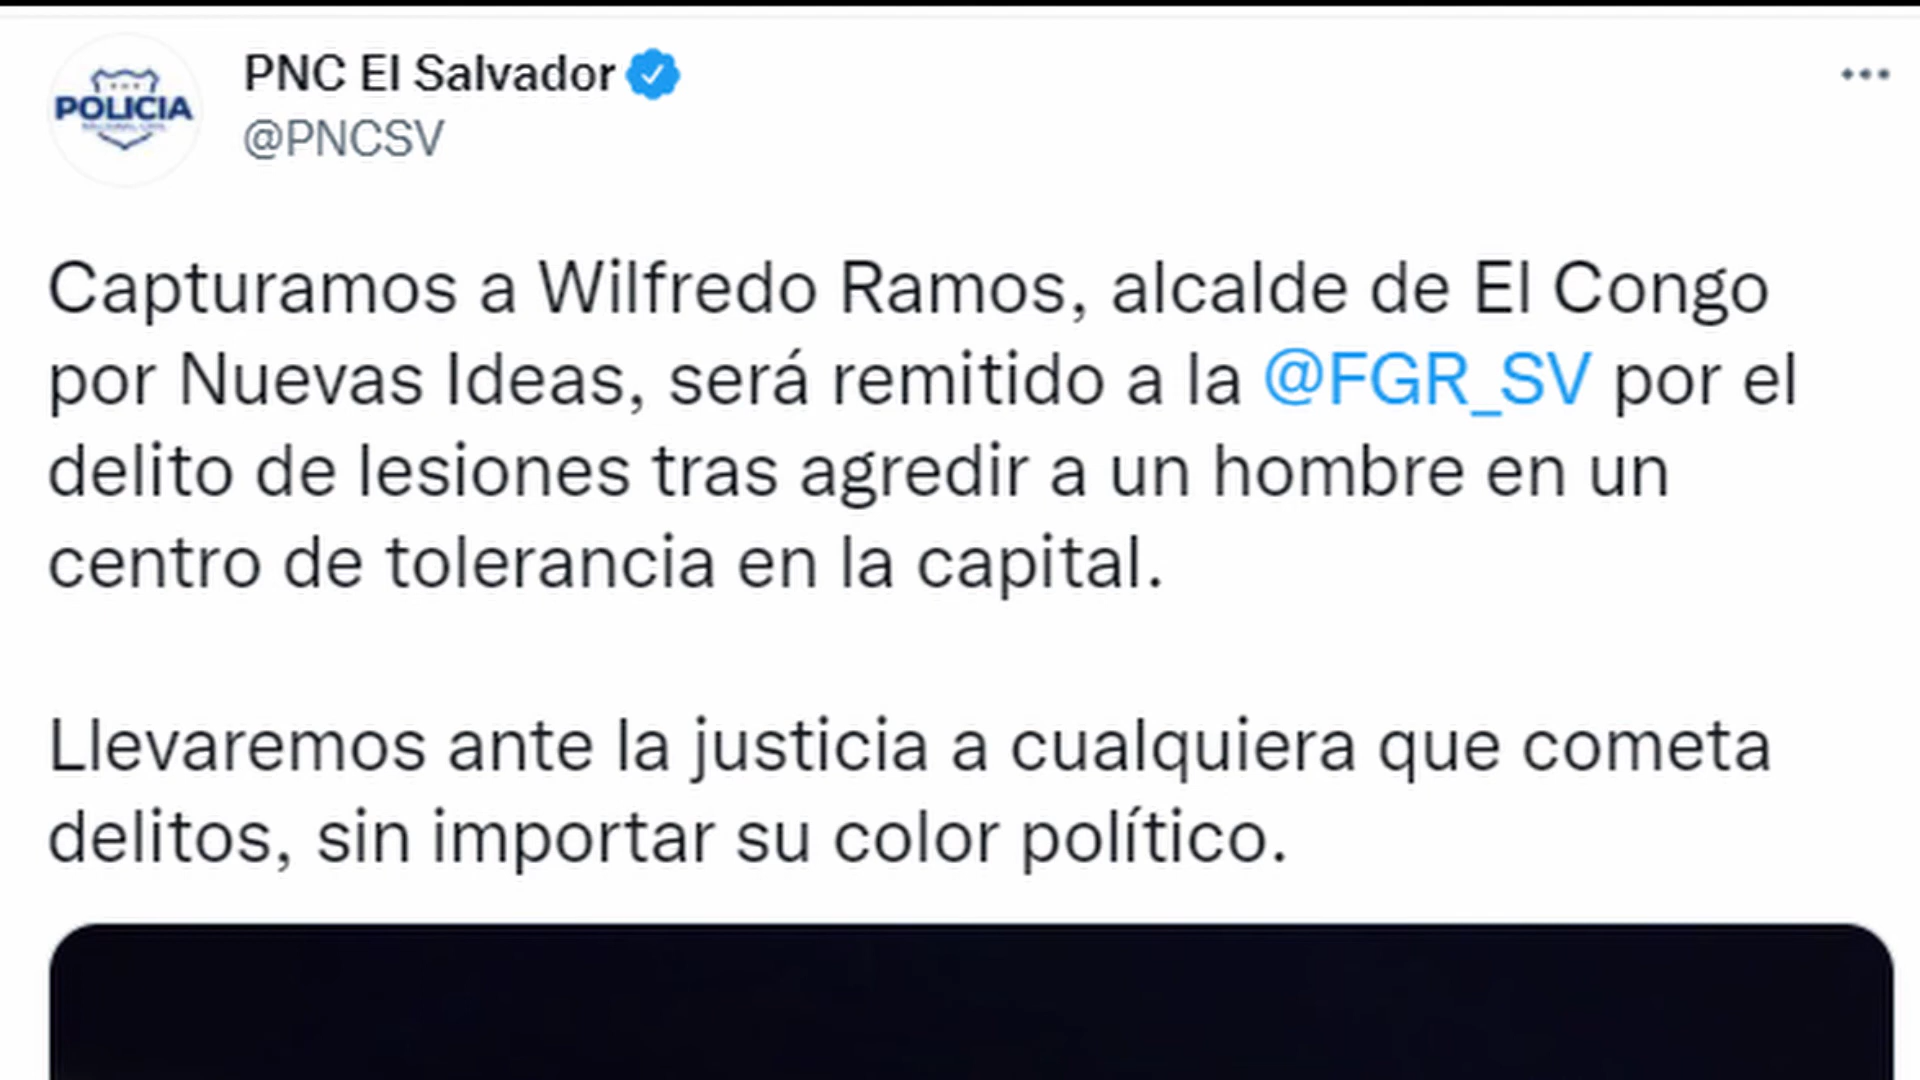 PNC El Salvador
@PNCSV
POLICIA
Capturamos a Wilfredo Ramos, alcalde de El Congo
por Nuevas Ideas, será remitido a la @FGR_SV por el
delito de lesiones tras agredir a un hombre en un
centro de tolerancia en la capital.
Llevaremos ante la justicia a cualquiera que cometa
delitos, sin importar su color político.